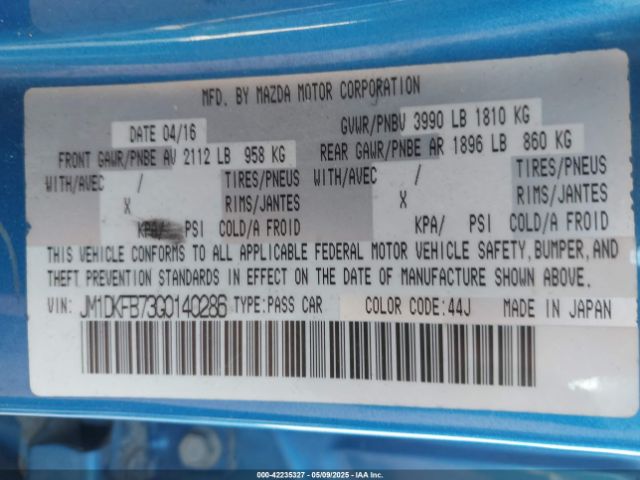 MFD. BY MAZDA MOTOR CORPORATION
DATE 04/16 GVWR/PNBV 3990 LB 1810 KG
FRONT GAWR/PNBE AV 2112 LB 958 KG REAR GAWR/PNBE AR 1896 LB 860 KG
WITH/AVEC / TIRES/PNEUS WITH/AVEC / TIRES/PNEUS
X RIMS/JANTES X RIMS/JANTES
KPA/ PSI COLD/A FROID KPA/ PSI COLD/A FROID
THIS VEHICLE CONFORMS TO ALL APPLICABLE FEDERAL MOTOR VEHICLE SAFETY, BUMPER, AND
THEFT PREVENTION STANDARDS IN EFFECT ON THE DATE OF MANUFACTURE SHOWN ABOVE.
VIN: JM1DKFB73G0140286 TYPE:PASS CAR COLOR CODE:44J MADE IN JAPAN
000-42235327 - 05/09/2025 - IAA Inc.